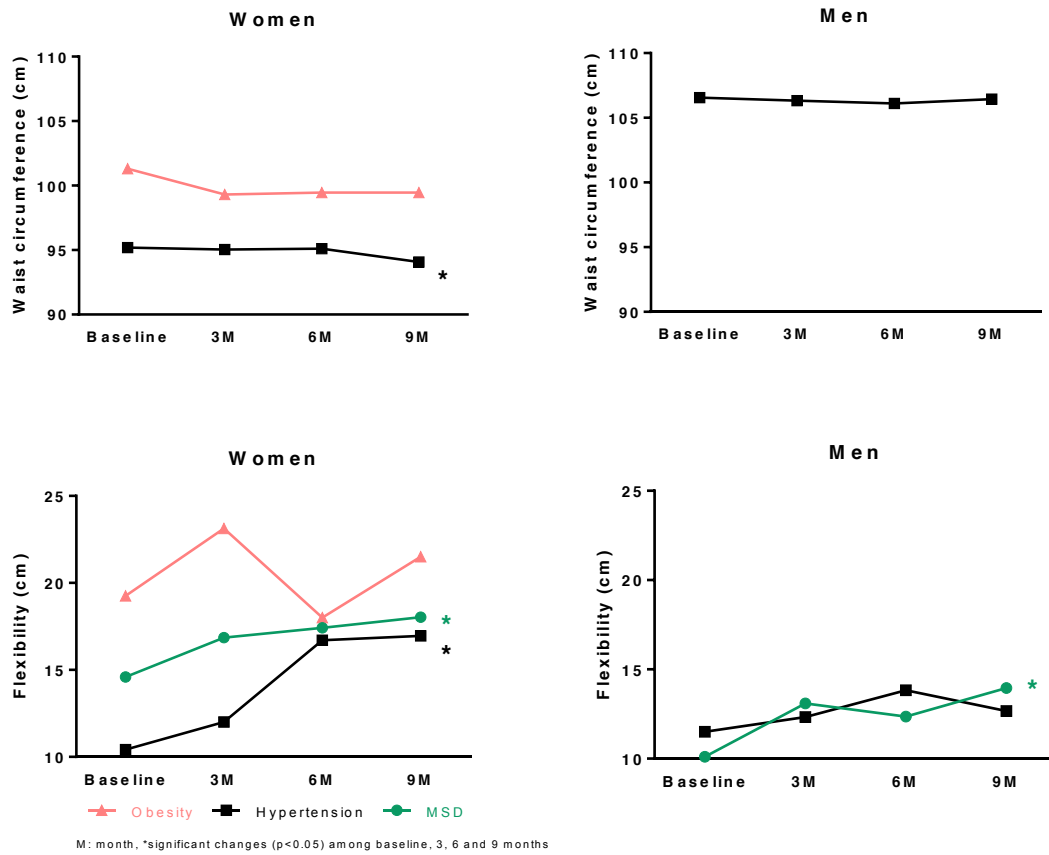 Women
Waist circumference (cm)
110
105
100
95
90
*
Baseline 3M 6M 9M
Men
Waist circumference (cm)
110
105
100
95
90
Baseline 3M 6M 9M
Women
Flexibility (cm)
25
20
15
10
*
*
Baseline 3M 6M 9M
Men
Flexibility (cm)
25
20
15
10
*
Baseline 3M 6M 9M
Obesity Hypertension MSD
M: month, *significant changes (p<0.05) among baseline, 3, 6 and 9 months